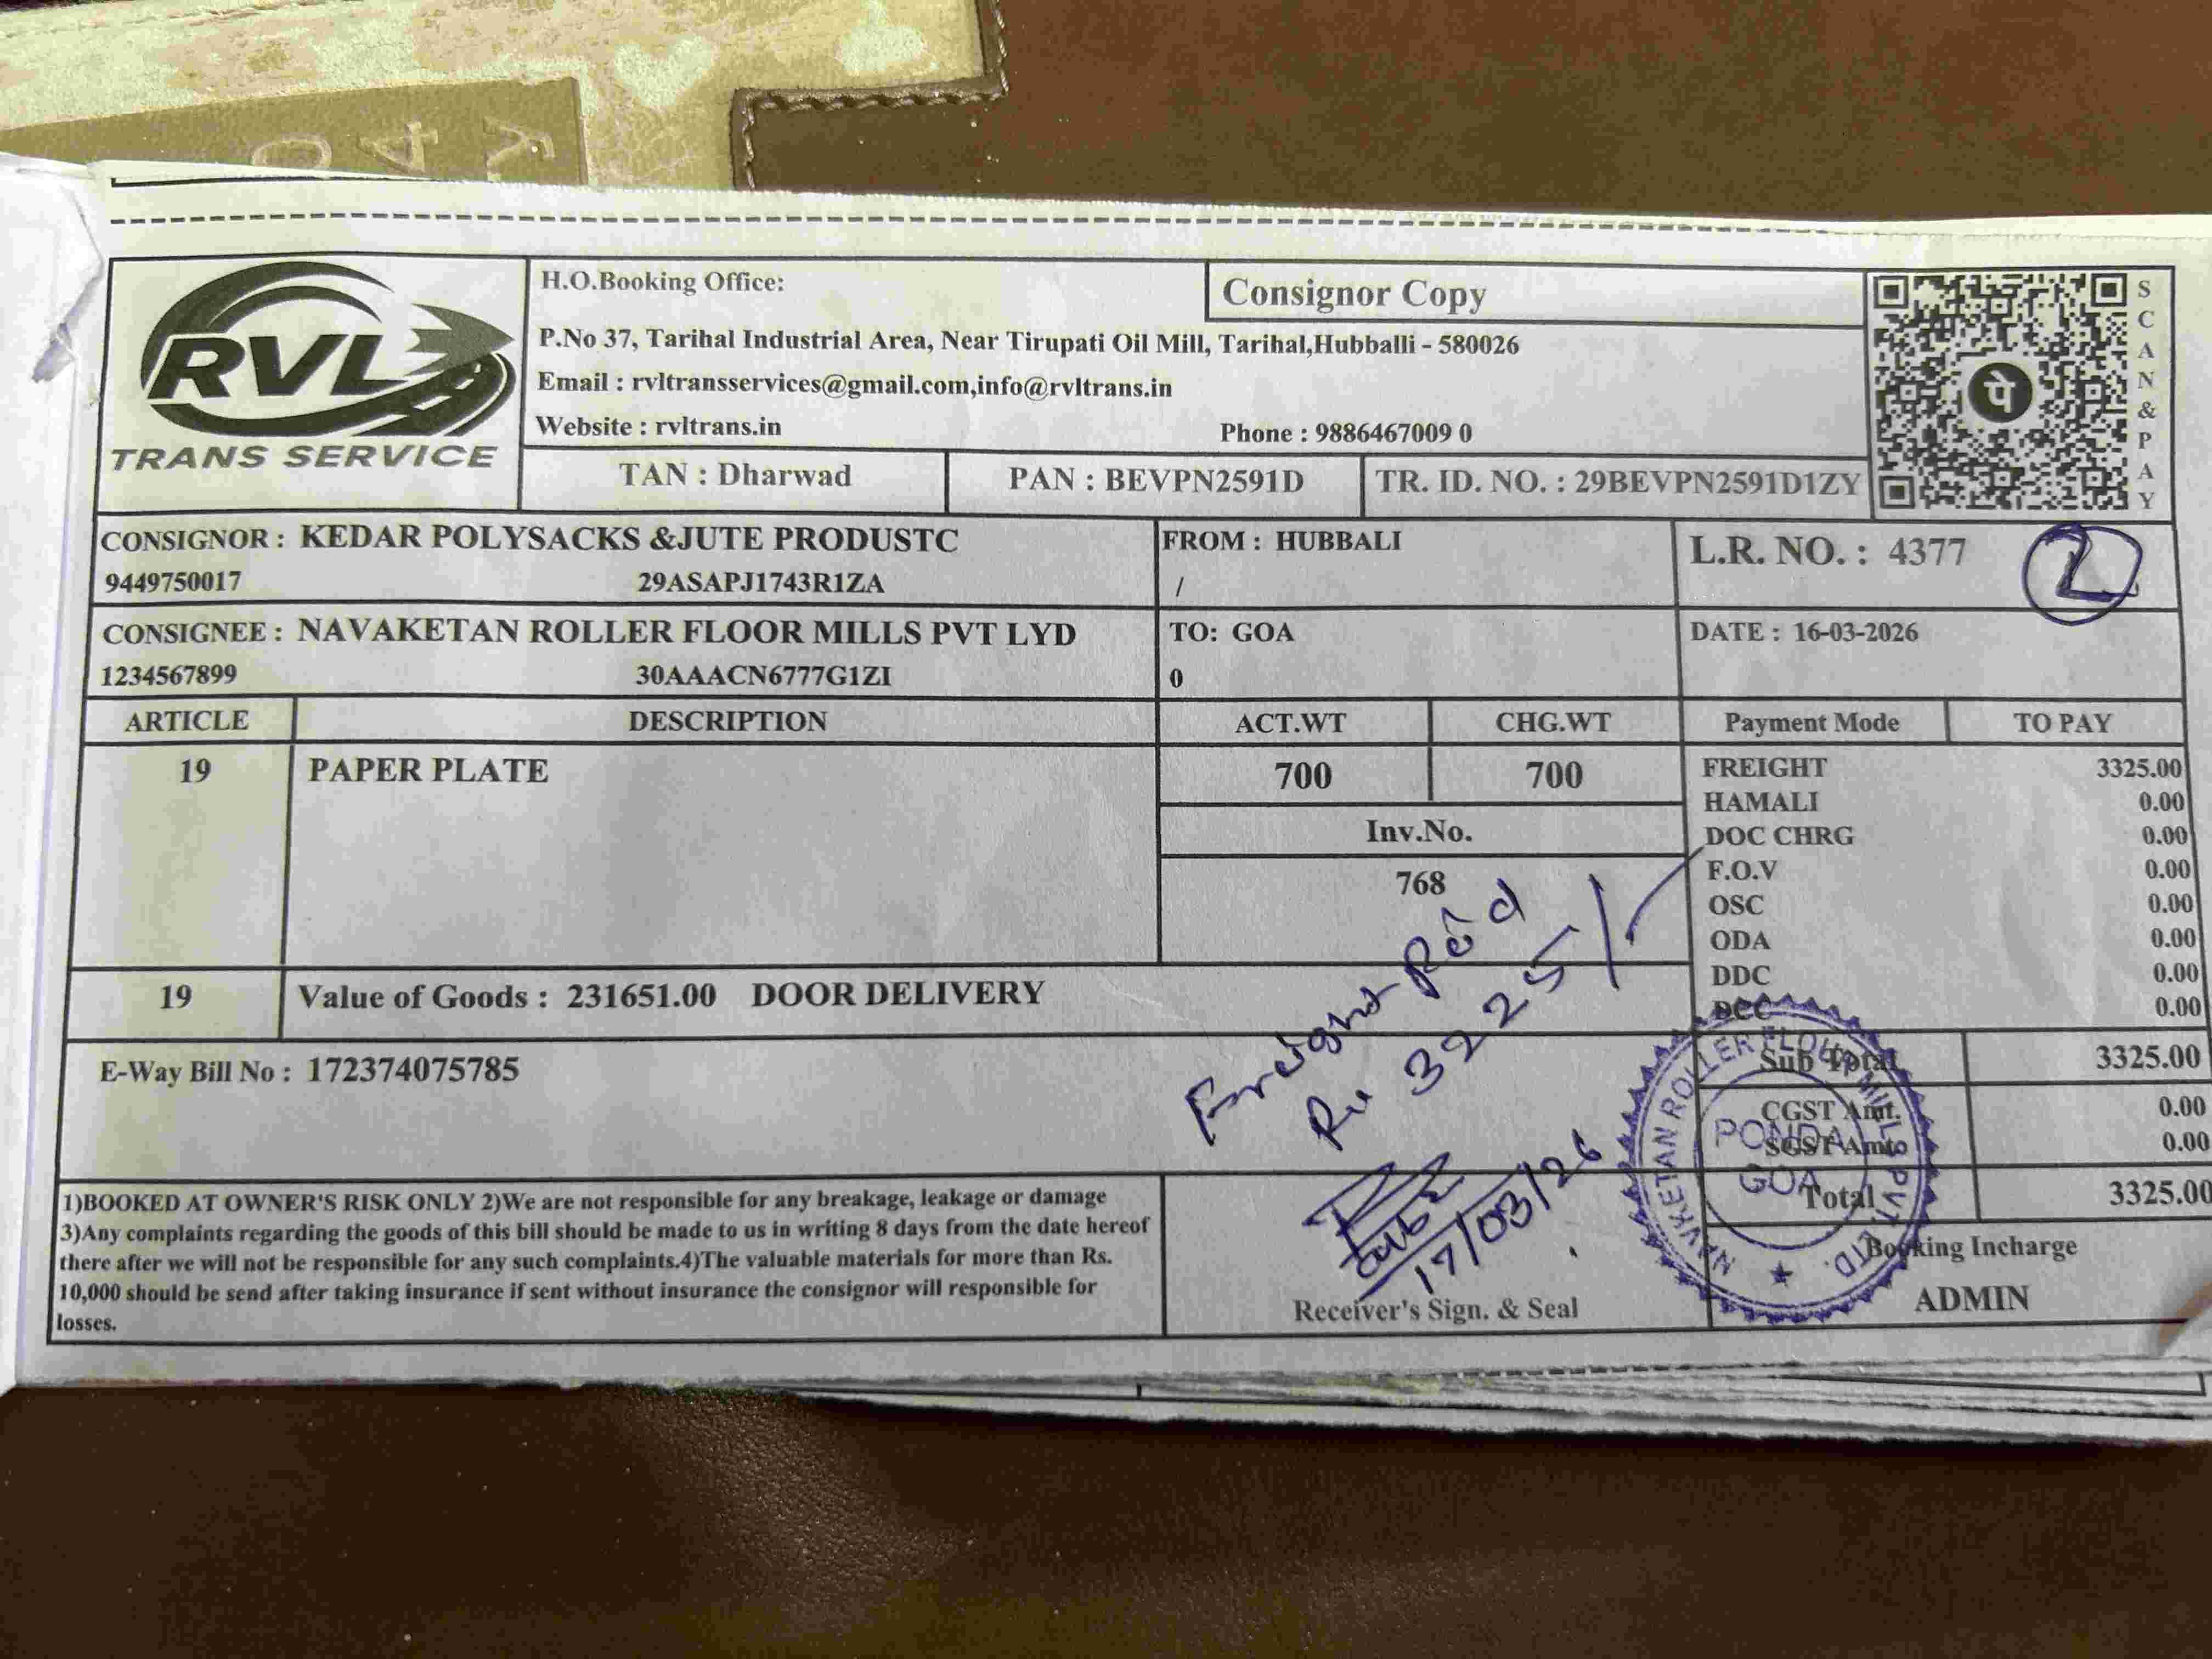 RVL
TRANS SERVICE
H.O.Booking Office:
Consignor Copy
P.No 37, Tarihal Industrial Area, Near Tirupati Oil Mill, Tarihal,Hubballi - 580026
Email : rvltransservices@gmail.com,info@rvltrans.in
Website : rvltrans.in Phone : 9886467009 0
TAN : Dharwad PAN : BEVPN2591D TR. ID. NO. : 29BEVPN2591D1ZY
पे
SCAN&PAY
CONSIGNOR : KEDAR POLYSACKS &JUTE PRODUSTC
9449750017 29ASAPJ1743R1ZA
FROM : HUBBALI
/
L.R. NO. : 4377
2
CONSIGNEE : NAVAKETAN ROLLER FLOOR MILLS PVT LYD
1234567899 30AAACN6777G1ZI
TO: GOA
0
DATE : 16-03-2026
ARTICLE DESCRIPTION ACT.WT CHG.WT Payment Mode TO PAY
19 PAPER PLATE 700 700
Inv.No.
768
FREIGHT 3325.00
HAMALI 0.00
DOC CHRG 0.00
F.O.V 0.00
OSC 0.00
ODA 0.00
DDC 0.00
DCC 0.00
19 Value of Goods : 231651.00 DOOR DELIVERY
E-Way Bill No : 172374075785
Freight Paid
3225/
17/03/26
Sub Total 3325.00
CGST Amt. 0.00
SGST Amt 0.00
Total 3325.00
NAVKETAN ROLLER FLOUR MILLS PVT. LTD.
PONDA
GOA
1)BOOKED AT OWNER'S RISK ONLY 2)We are not responsible for any breakage, leakage or damage
3)Any complaints regarding the goods of this bill should be made to us in writing 8 days from the date hereof
there after we will not be responsible for any such complaints.4)The valuable materials for more than Rs.
10,000 should be send after taking insurance if sent without insurance the consignor will responsible for
losses.
Receiver's Sign. & Seal
Booking Incharge
ADMIN